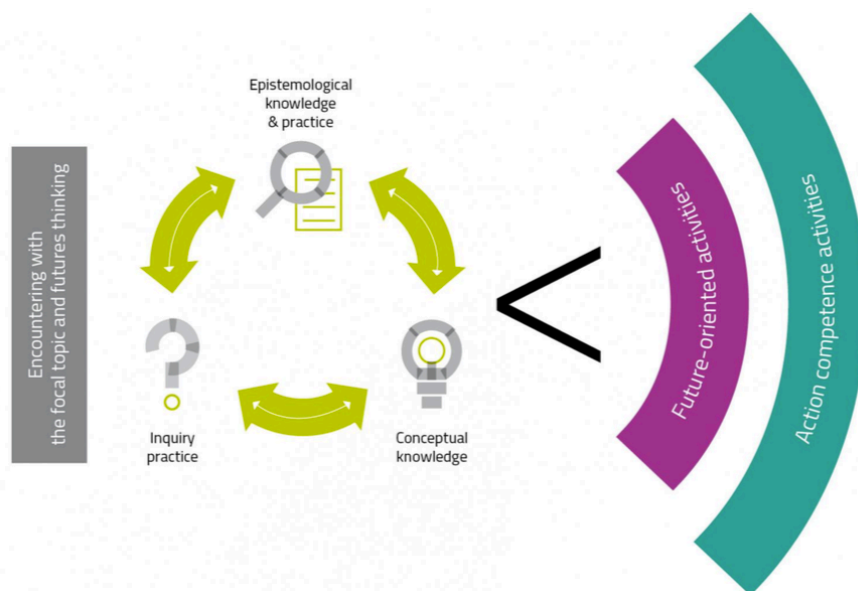 Encountering with
the focal topic and futures thinking
Epistemological
knowledge
& practice
Inquiry
practice
Conceptual
knowledge
Future-oriented activities
Action competence activities